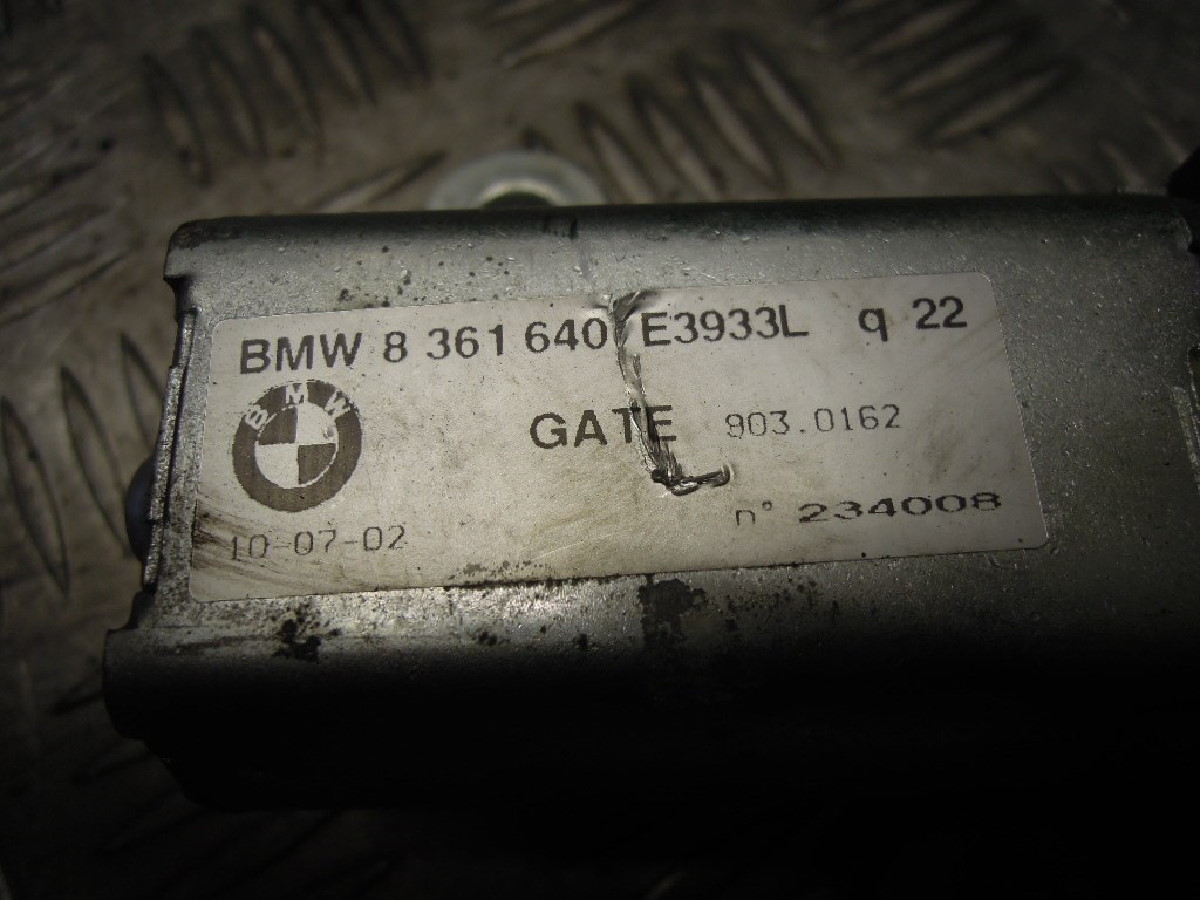 BMW 8 361 640 E3933L q 22
BMW
GATE 903.0162
n° 234008
10-07-02